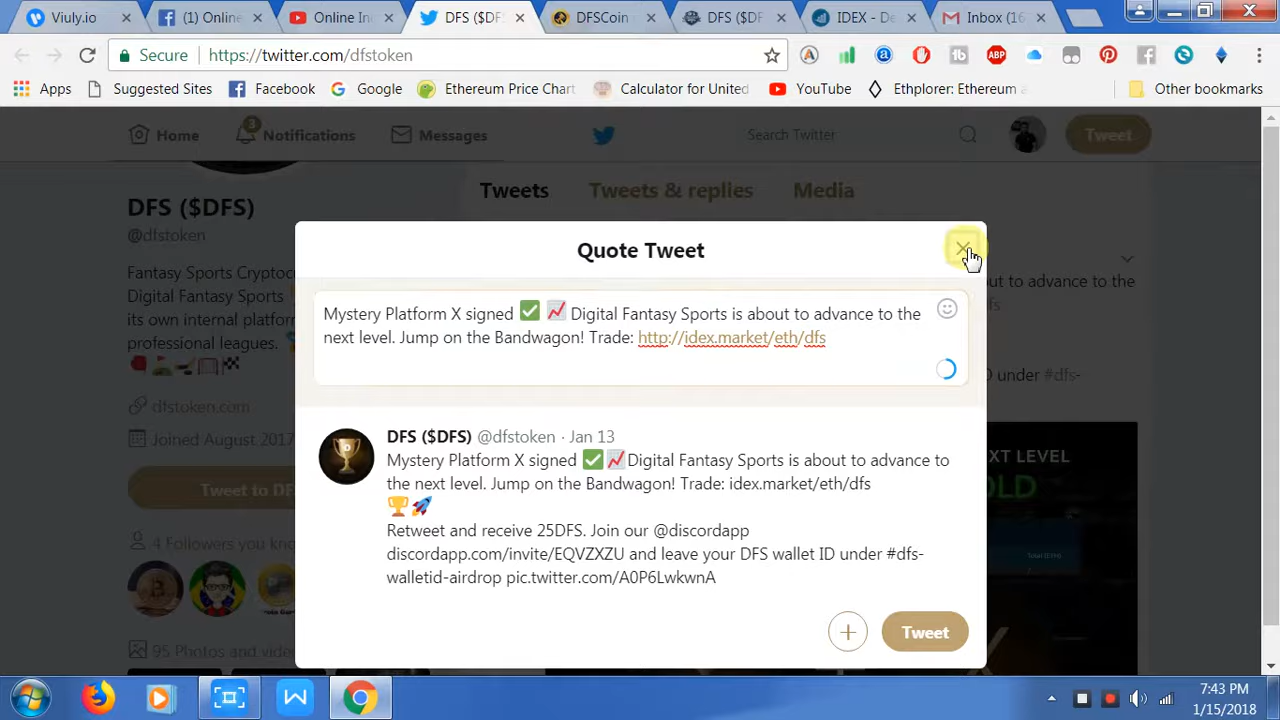 Viuly.io
(1) Online
Online In
DFS ($DFS
DFSCoin
DFS ($DF
IDEX - De
Inbox (16
Secure
https://twitter.com/dfstoken
Apps
Suggested Sites
Facebook
Google
Ethereum Price Chart
Calculator for United
YouTube
Ethplorer: Ethereum
Other bookmarks
Home
3
Notifications
Messages
Search Twitter
Tweet
Tweets
Tweets & replies
Media
DFS ($DFS)
@dfstoken
Fantasy Sports Cryptoc
Digital Fantasy Sports
its own internal platfor
professional leagues.
dfstoken.com
Joined August 2017
Tweet to DF
4 Followers you know
95 Photos and video
Quote Tweet
Mystery Platform X signed ✅ 📈 Digital Fantasy Sports is about to advance to the
next level. Jump on the Bandwagon! Trade: http://idex.market/eth/dfs
DFS ($DFS) @dfstoken · Jan 13
Mystery Platform X signed ✅📈Digital Fantasy Sports is about to advance to
the next level. Jump on the Bandwagon! Trade: idex.market/eth/dfs
🏆🚀
Retweet and receive 25DFS. Join our @discordapp
discordapp.com/invite/EQVZXZU and leave your DFS wallet ID under #dfs-
walletid-airdrop pic.twitter.com/A0P6LwkwnA
Tweet
out to advance to the
fs
D under #dfs-
XT LEVEL
OLD
7:43 PM
1/15/2018